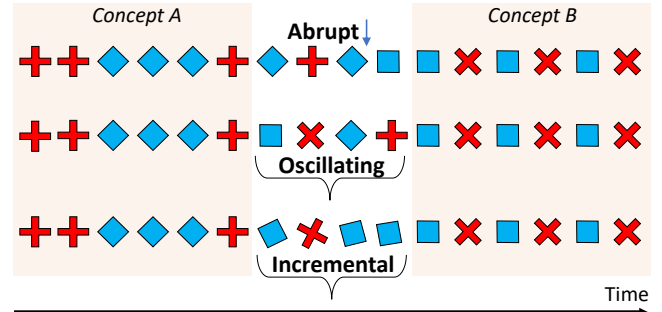 Concept A
Concept B
Abrupt
Oscillating
Incremental
Time